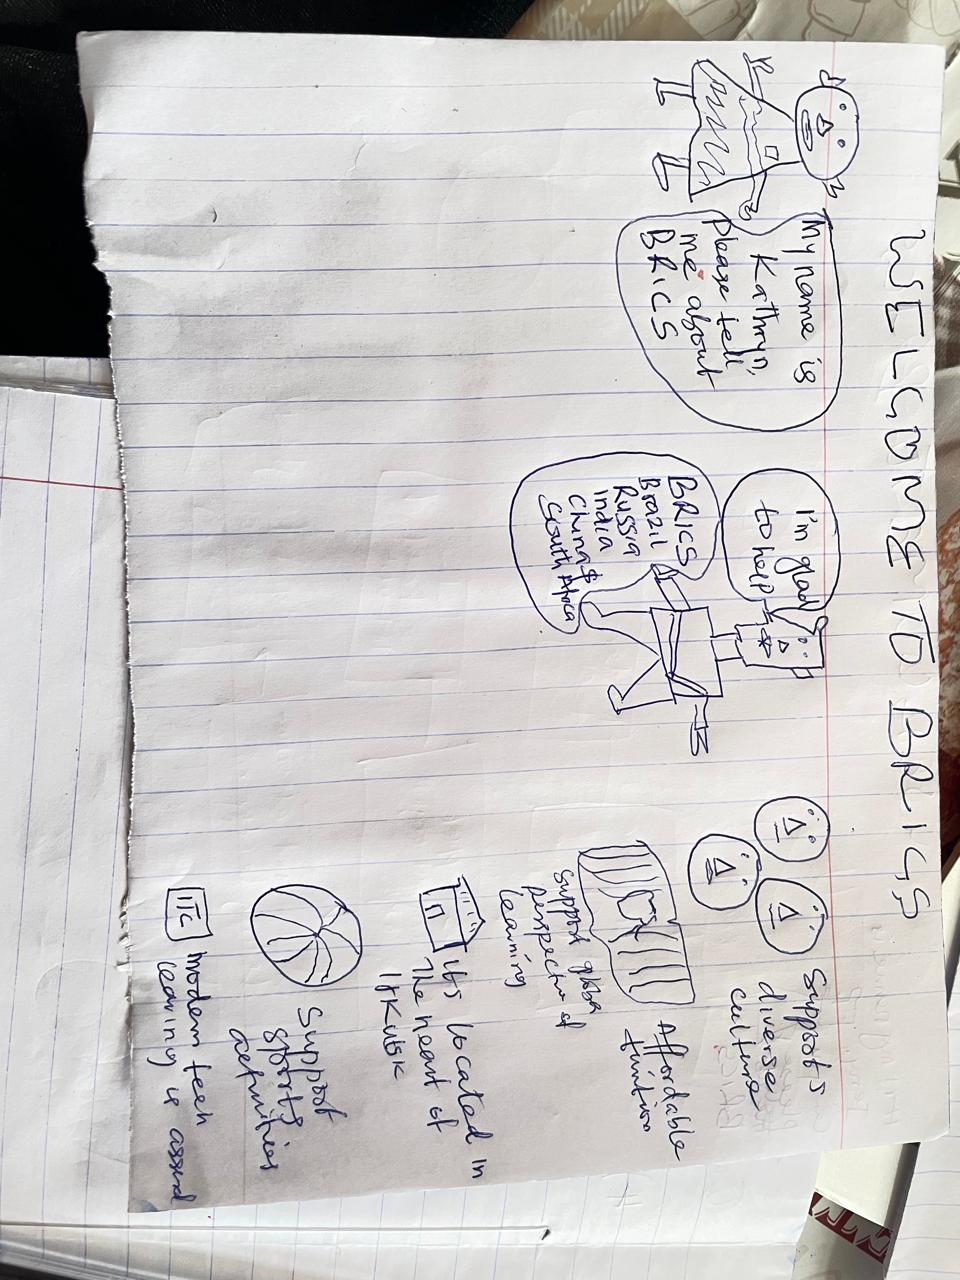 WELCOME TO BRICS
My name is
Kathryn,
Please tell
me about
BRICS
I'm glad
to help
BRICS
Brazil
Russia
India
China &
South Africa
Supports
diverse
culture
Affordable
tuition
Support global
perspective of
learning
Its located in
The heart of
Irkutsk
Support
Sports
activities
modern tech
learning is assured